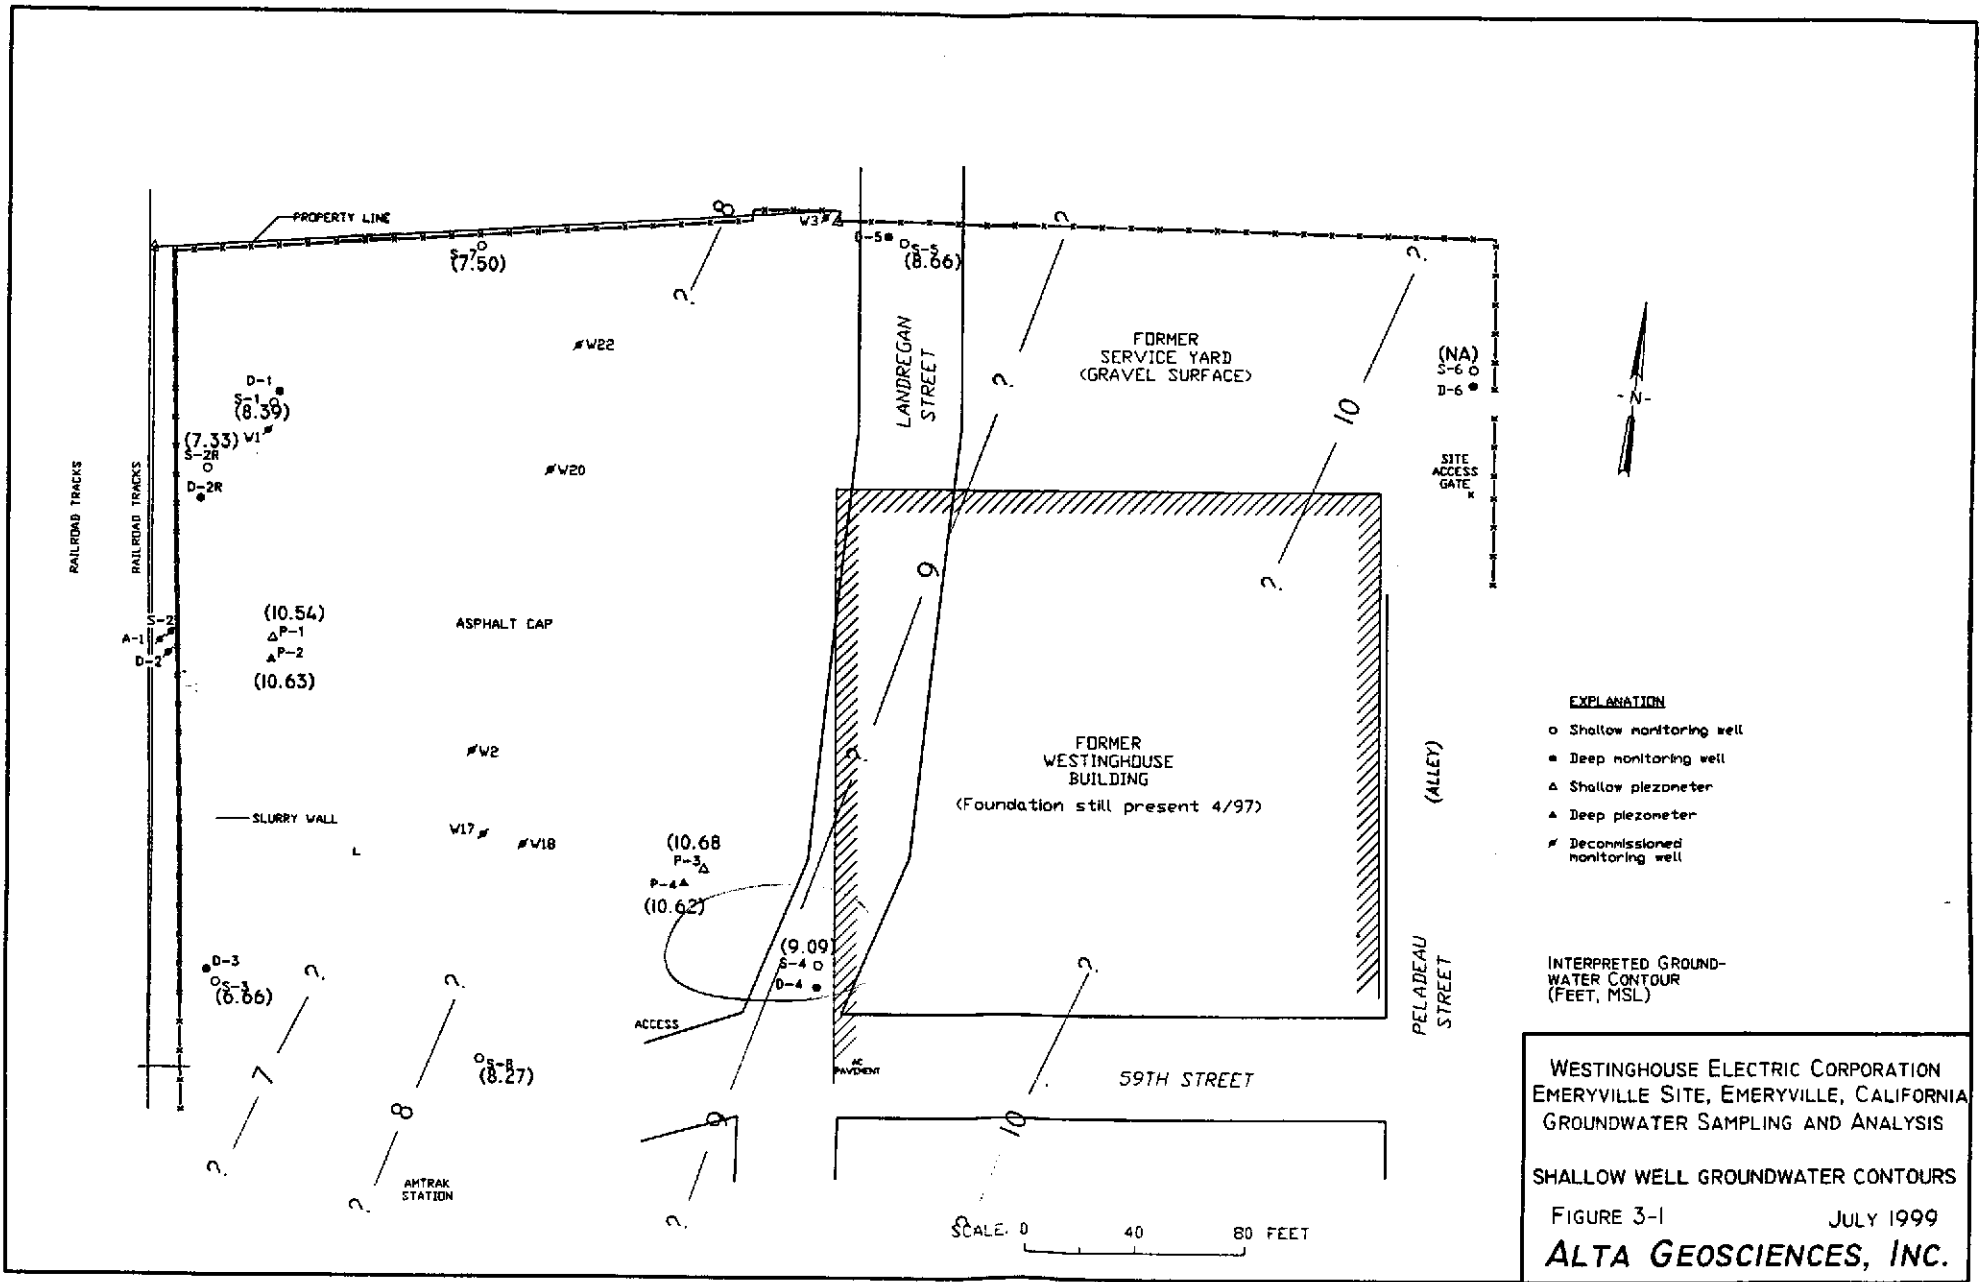 PROPERTY LINE
8
W3
D-5
S-5
(8.66)
S-7
(7.50)
?
?
?
?
W22
LANDREGAN
STREET
FORMER
SERVICE YARD
(GRAVEL SURFACE)
(NA)
S-6
D-6
D-1
S-1
(8.39)
W1
(7.33)
S-2R
D-2R
W20
10
-N-
SITE
ACCESS
GATE
RAILROAD TRACKS
RAILROAD TRACKS
9
?
(10.54)
P-1
P-2
(10.63)
S-2
A-1
D-2
ASPHALT CAP
W2
?
FORMER
WESTINGHOUSE
BUILDING
(Foundation still present 4/97)
(ALLEY)
EXPLANATION
Shallow monitoring well
Deep monitoring well
Shallow piezometer
Deep piezometer
Decommissioned
monitoring well
SLURRY WALL
L
W17
W18
(10.68
P-3
P-4
(10.62)
(9.09)
S-4
D-4
D-3
S-3
(6.66)
?
?
?
PELADEAU
STREET
INTERPRETED GROUND-
WATER CONTOUR
(FEET, MSL)
ACCESS
AC
PAVEMENT
S-8
(8.27)
59TH STREET
7
8
9
10
?
?
?
?
AMTRAK
STATION
SCALE 0 40 80 FEET
WESTINGHOUSE ELECTRIC CORPORATION
EMERYVILLE SITE, EMERYVILLE, CALIFORNIA
GROUNDWATER SAMPLING AND ANALYSIS
SHALLOW WELL GROUNDWATER CONTOURS
FIGURE 3-1 JULY 1999
ALTA GEOSCIENCES, INC.